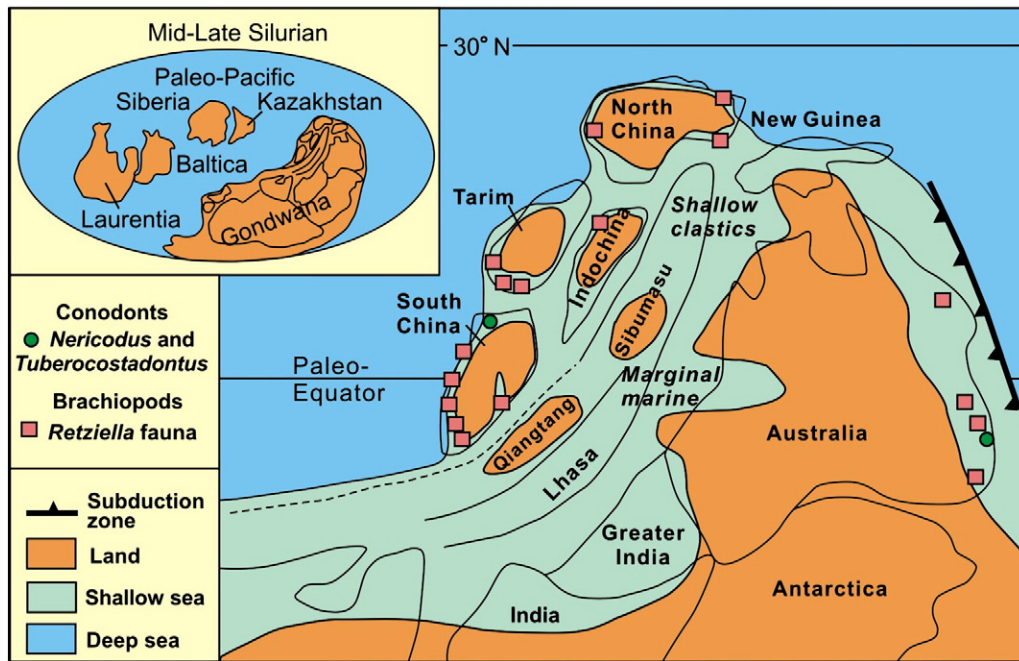 Mid-Late Silurian
Paleo-Pacific
Siberia
Kazakhstan
Baltica
Laurentia
Gondwana
Conodonts
Nericodus and
Tuberocostadontus
Brachiopods
Retziella fauna
Subduction
zone
Land
Shallow sea
Deep sea
30° N
North
China
New Guinea
Tarim
Shallow
clastics
Indochina
South
China
Sibumasu
Paleo-
Equator
Marginal
marine
Qiangtang
Australia
Lhasa
Greater
India
Antarctica
India